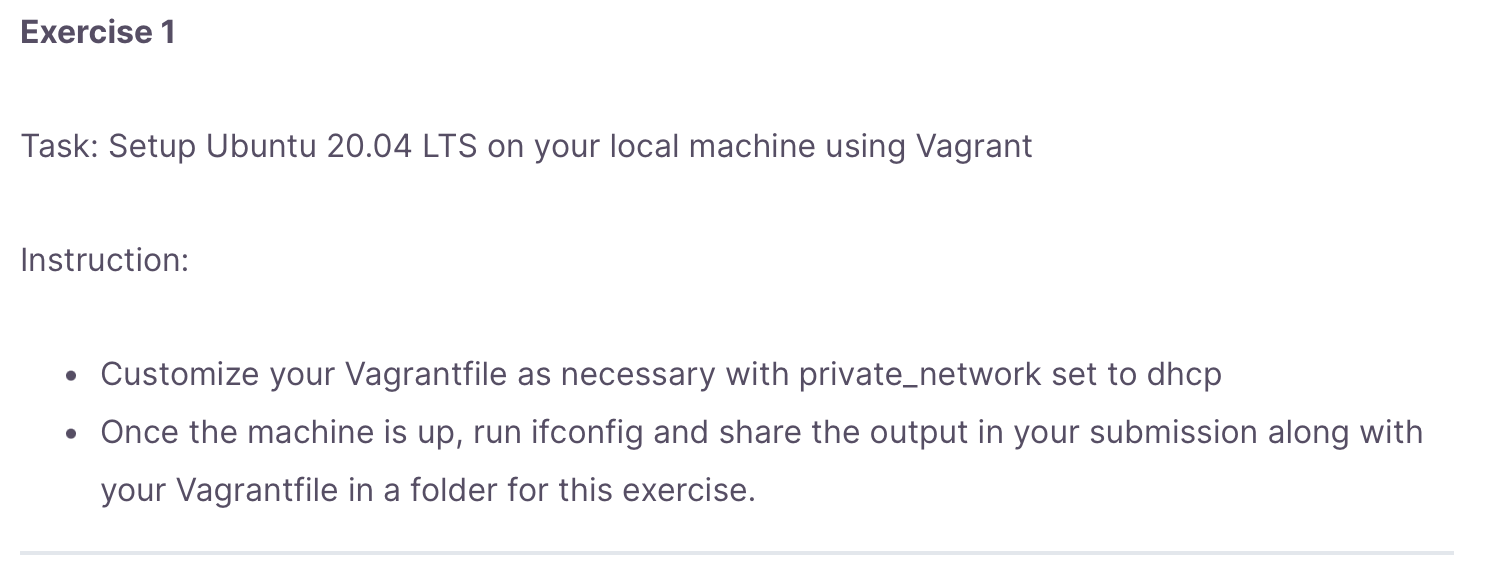 Exercise 1
Task: Setup Ubuntu 20.04 LTS on your local machine using Vagrant
Instruction:
• Customize your Vagrantfile as necessary with private_network set to dhcp
• Once the machine is up, run ifconfig and share the output in your submission along with
your Vagrantfile in a folder for this exercise.